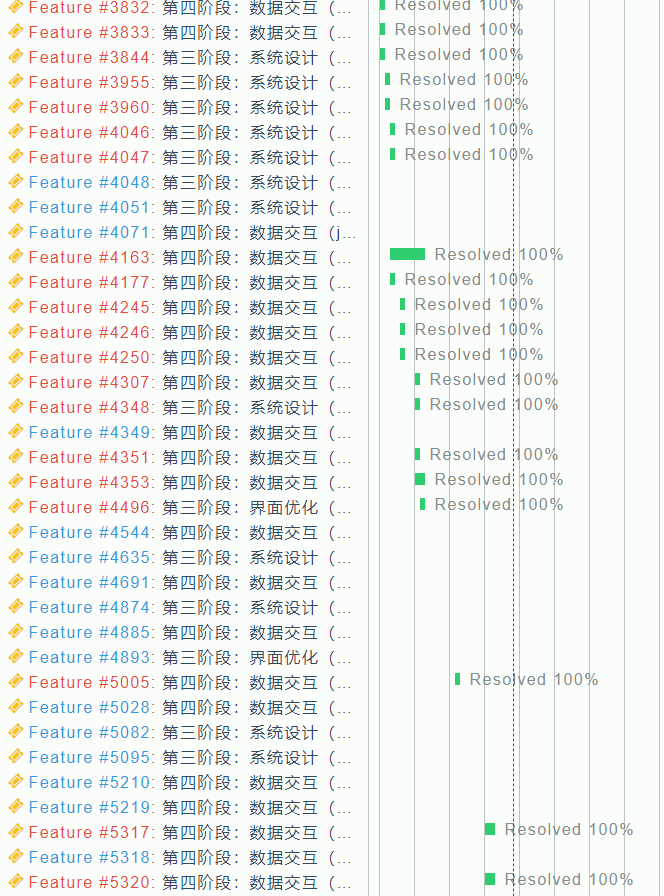 Feature #3832: 第四阶段：数据交互 (... Resolved 100%
Feature #3833: 第四阶段：数据交互 (... Resolved 100%
Feature #3844: 第三阶段：系统设计 (... Resolved 100%
Feature #3955: 第三阶段：系统设计 (... Resolved 100%
Feature #3960: 第三阶段：系统设计 (... Resolved 100%
Feature #4046: 第三阶段：系统设计 (... Resolved 100%
Feature #4047: 第三阶段：系统设计 (... Resolved 100%
Feature #4048: 第三阶段：系统设计 (...
Feature #4051: 第三阶段：系统设计 (...
Feature #4071: 第四阶段：数据交互 (j...
Feature #4163: 第四阶段：数据交互 (... Resolved 100%
Feature #4177: 第四阶段：数据交互 (... Resolved 100%
Feature #4245: 第四阶段：数据交互 (... Resolved 100%
Feature #4246: 第四阶段：数据交互 (... Resolved 100%
Feature #4250: 第四阶段：数据交互 (... Resolved 100%
Feature #4307: 第四阶段：数据交互 (... Resolved 100%
Feature #4348: 第三阶段：系统设计 (... Resolved 100%
Feature #4349: 第四阶段：数据交互 (...
Feature #4351: 第四阶段：数据交互 (... Resolved 100%
Feature #4353: 第四阶段：数据交互 (... Resolved 100%
Feature #4496: 第三阶段：界面优化 (... Resolved 100%
Feature #4544: 第四阶段：数据交互 (...
Feature #4635: 第三阶段：系统设计 (...
Feature #4691: 第四阶段：数据交互 (...
Feature #4874: 第三阶段：系统设计 (...
Feature #4885: 第四阶段：数据交互 (...
Feature #4893: 第三阶段：界面优化 (...
Feature #5005: 第四阶段：数据交互 (... Resolved 100%
Feature #5028: 第四阶段：数据交互 (...
Feature #5082: 第三阶段：系统设计 (...
Feature #5095: 第三阶段：系统设计 (...
Feature #5210: 第四阶段：数据交互 (...
Feature #5219: 第四阶段：数据交互 (...
Feature #5317: 第四阶段：数据交互 (... Resolved 100%
Feature #5318: 第四阶段：数据交互 (...
Feature #5320: 第四阶段：数据交互 (... Resolved 100%